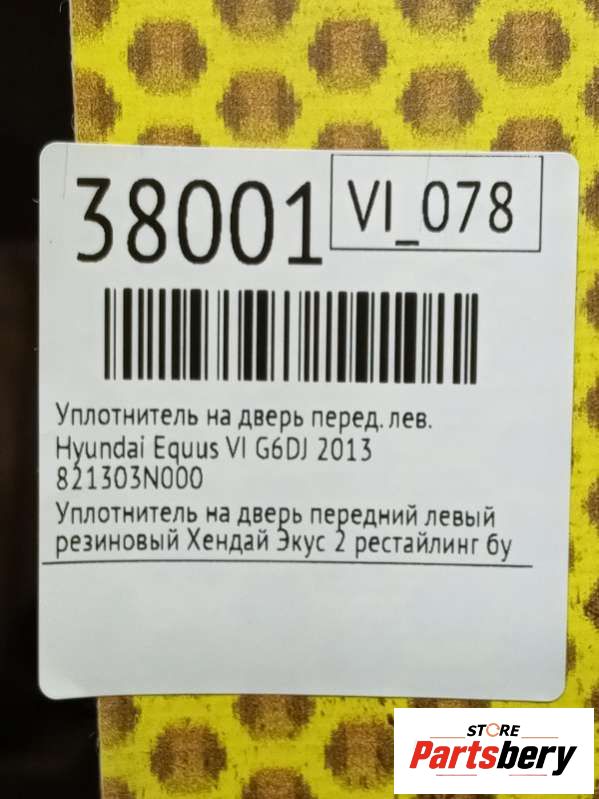 38001
VI_078
Уплотнитель на дверь перед. лев.
Hyundai Equus VI G6DJ 2013
821303N000
Уплотнитель на дверь передний левый
резиновый Хендай Экус 2 рестайлинг бу
STORE
Partsbery